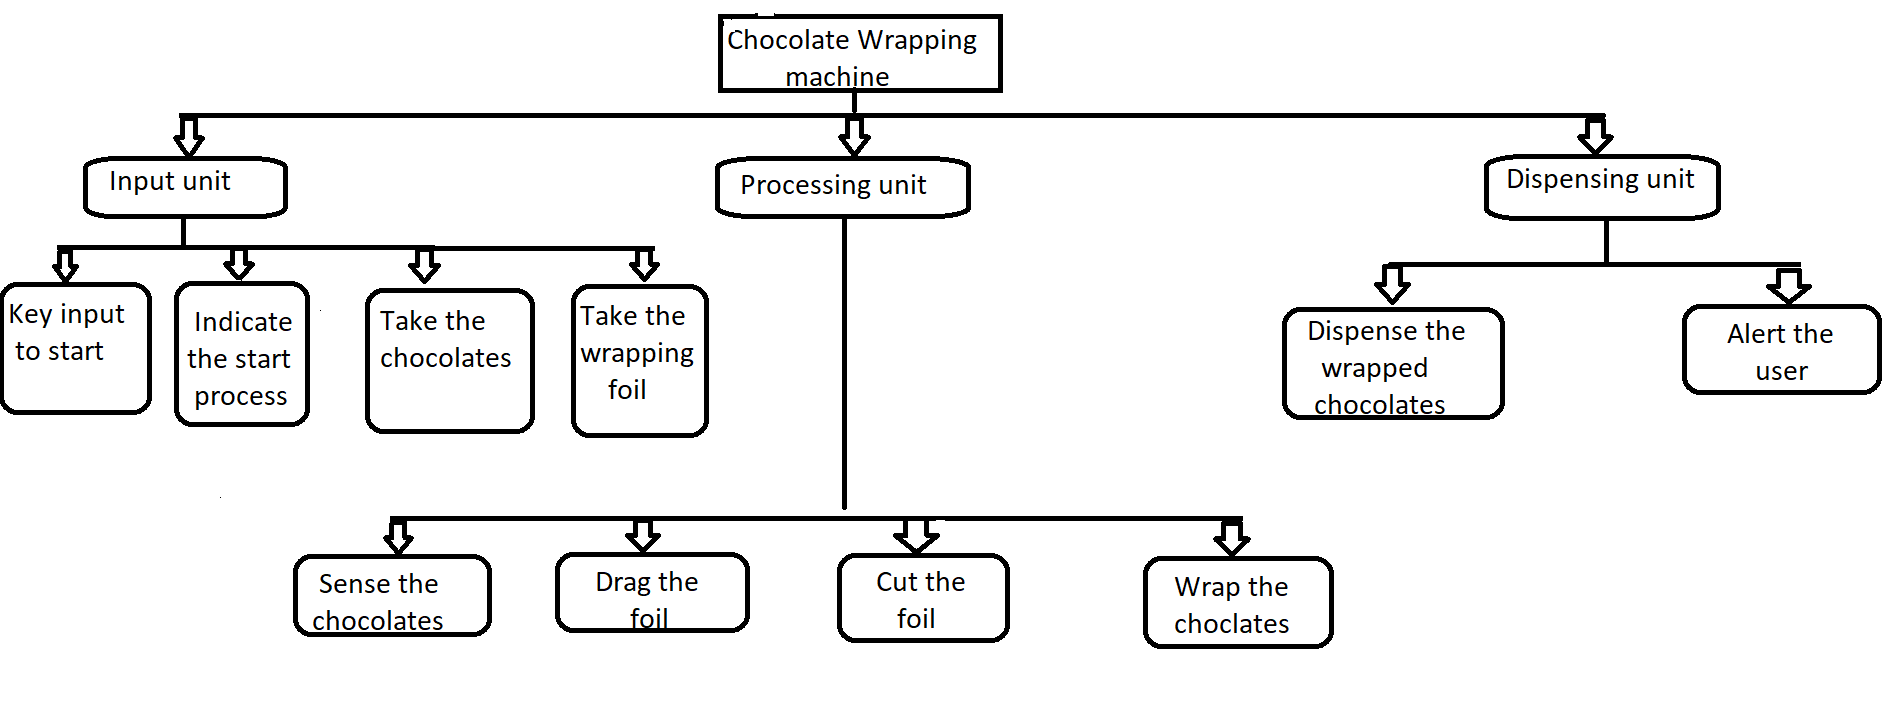 Chocolate Wrapping
machine
Input unit
Processing unit
Dispensing unit
Key input
to start
Indicate
the start
process
Take the
chocolates
Take the
wrapping
foil
Dispense the
wrapped
chocolates
Alert the
user
Sense the
chocolates
Drag the
foil
Cut the
foil
Wrap the
choclates